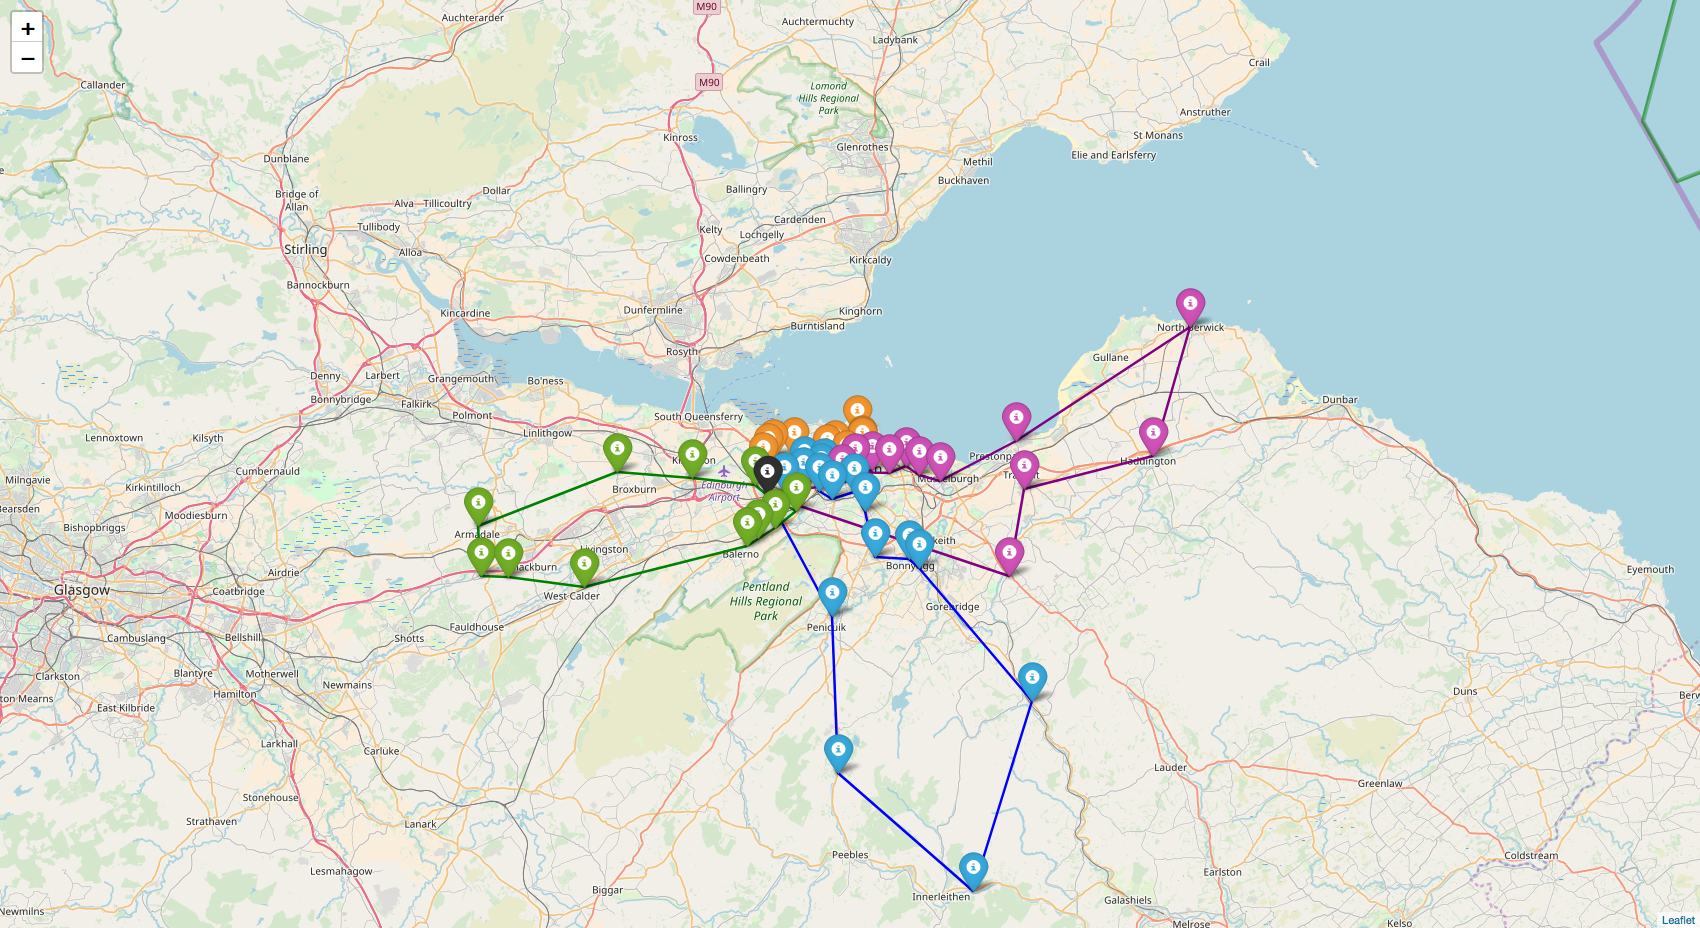 +
−
M90
Auchterarder
Auchtermuchty
Ladybank
Crail
M90
Callander
Lomond
Hills Regional
Park
Anstruther
St Monans
Kinross
Glenrothes
Elie and Earlsferry
Dunblane
Methil
Buckhaven
Bridge of
Allan
Dollar
Ballingry
Alva
Tillicoultry
Cardenden
Tullibody
Kelty
Lochgelly
Stirling
Alloa
Cowdenbeath
Kirkcaldy
Bannockburn
Kincardine
Dunfermline
Kinghorn
Burntisland
Rosyth
Gullane
Denny
Larbert
Grangemouth
Bo'ness
Bonnybridge
Falkirk
Polmont
South Queensferry
Dunbar
Lennoxtown
Kilsyth
Linlithgow
Haddington
Cumbernauld
Milngavie
Kirkintilloch
Broxburn
Edinburgh
Airport
Moodiesburn
Bishopbriggs
Armadale
Livingston
Balerno
Bonnyrigg
Airdrie
Eyemouth
Glasgow
Coatbridge
West Calder
Pentland
Hills Regional
Park
Gorebridge
Fauldhouse
Penicuik
Cambuslang
Bellshill
Shotts
Blantyre
Motherwell
Clarkston
Newmains
Hamilton
East Kilbride
Duns
Larkhall
Carluke
Lauder
Greenlaw
Stonehouse
Strathaven
Lanark
Peebles
Coldstream
Lesmahagow
Biggar
Innerleithen
Earlston
Galashiels
Newmilns
Melrose
Kelso
Leaflet